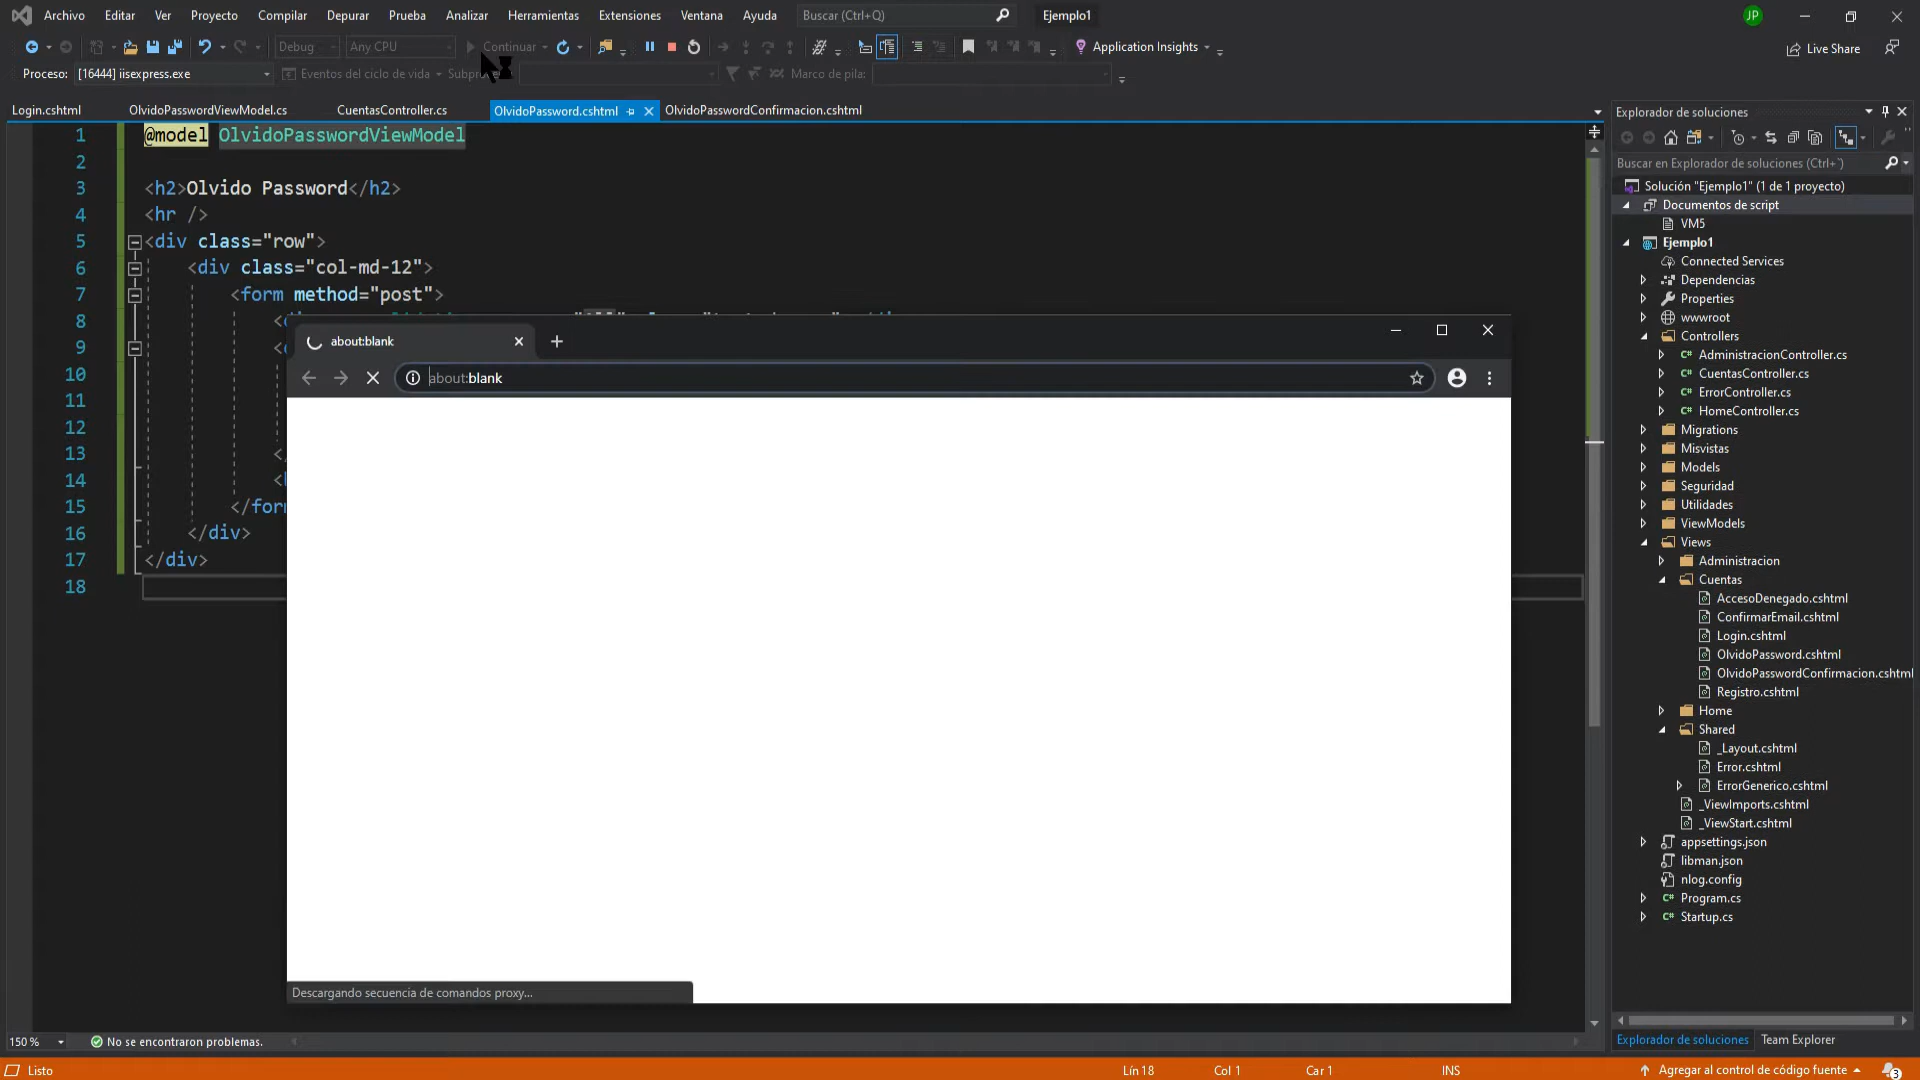 Archivo Editar Ver Proyecto Compilar Depurar Prueba Analizar Herramientas Extensiones Ventana Ayuda Buscar (Ctrl+Q) Ejemplo1 JP
Debug Any CPU Continuar Application Insights Live Share
Proceso: [16444] iisexpress.exe Eventos del ciclo de vida Marco de pila:
Login.cshtml OlvidoPasswordViewModel.cs CuentasController.cs OlvidoPassword.cshtml OlvidoPasswordConfirmacion.cshtml
1 @model OlvidoPasswordViewModel
2
3 <h2>Olvido Password</h2>
4 <hr />
5 <div class="row">
6 <div class="col-md-12">
7 <form method="post">
8
9
10
11
12
13
14
15 </form
16 </div>
17 </div>
18
about:blank
about:blank
Descargando secuencia de comandos proxy...
150 % No se encontraron problemas.
Listo Lín 18 Col 1 Car 1 INS Agregar al control de código fuente 3
Explorador de soluciones
Buscar en Explorador de soluciones (Ctrl+`)
Solución "Ejemplo1" (1 de 1 proyecto)
Documentos de script
VM5
Ejemplo1
Connected Services
Dependencias
Properties
wwwroot
Controllers
C# AdministracionController.cs
C# CuentasController.cs
C# ErrorController.cs
C# HomeController.cs
Migrations
Misvistas
Models
Seguridad
Utilidades
ViewModels
Views
Administracion
Cuentas
AccesoDenegado.cshtml
ConfirmarEmail.cshtml
Login.cshtml
OlvidoPassword.cshtml
OlvidoPasswordConfirmacion.cshtml
Registro.cshtml
Home
Shared
_Layout.cshtml
Error.cshtml
ErrorGenerico.cshtml
_ViewImports.cshtml
_ViewStart.cshtml
appsettings.json
libman.json
nlog.config
C# Program.cs
C# Startup.cs
Explorador de soluciones Team Explorer